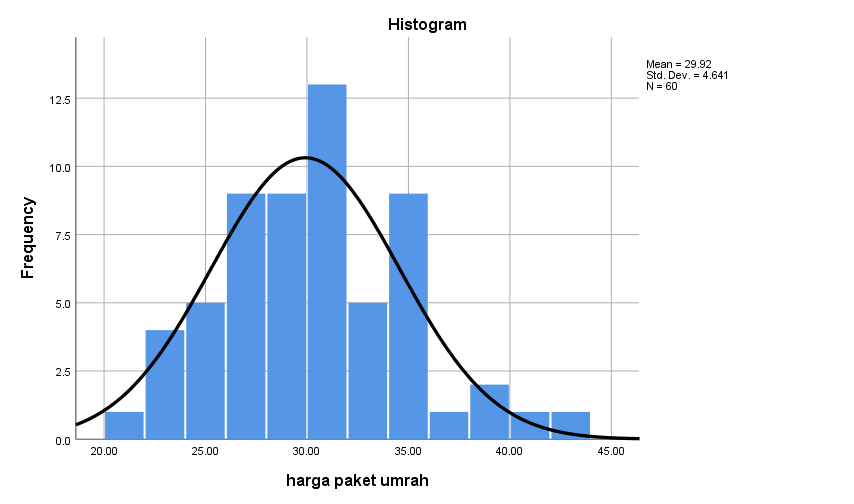 Histogram
Mean = 29.92
Std. Dev. = 4.641
N = 60
Frequency
12.5
10.0
7.5
5.0
2.5
0.0
20.00 25.00 30.00 35.00 40.00 45.00
harga paket umrah